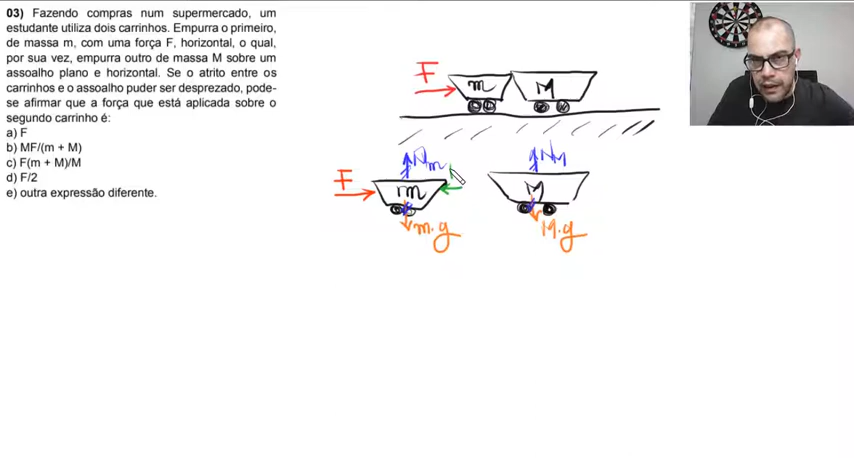 03) Fazendo compras num supermercado, um
estudante utiliza dois carrinhos. Empurra o primeiro,
de massa m, com uma força F, horizontal, o qual,
por sua vez, empurra outro de massa M sobre um
assoalho plano e horizontal. Se o atrito entre os
carrinhos e o assoalho puder ser desprezado, pode-
se afirmar que a força que está aplicada sobre o
segundo carrinho é:
a) F
b) MF/(m + M)
c) F(m + M)/M
d) F/2
e) outra expressão diferente.
F m M
Nm NM
F m M
m.g M.g